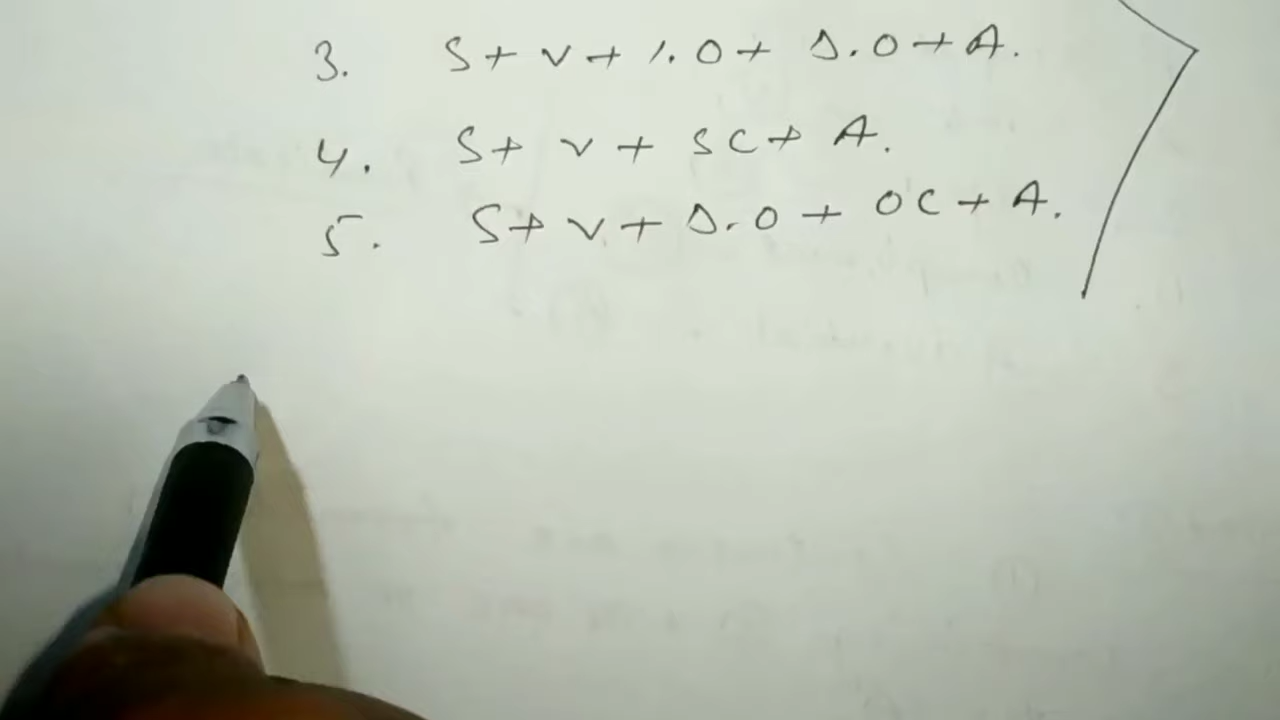 3. S + V + I.O + D.O + A.
4. S + V + SC + A.
5. S + V + D.O + OC + A.